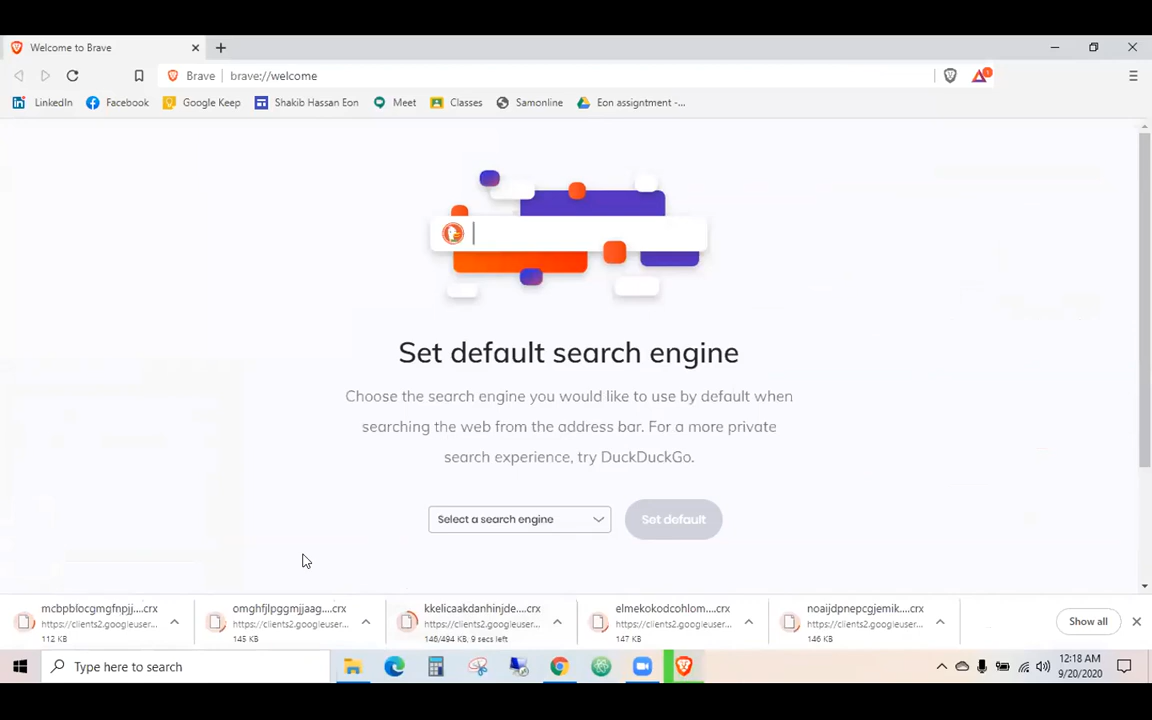 Welcome to Brave
Brave | brave://welcome
LinkedIn Facebook Google Keep Shakib Hassan Eon Meet Classes Samonline Eon assigntment -...
Set default search engine
Choose the search engine you would like to use by default when
searching the web from the address bar. For a more private
search experience, try DuckDuckGo.
Select a search engine Set default
mcbpblocgmgfnpjj....crx omghfjlpggmjjaag....crx kkelicaakdanhinjde....crx elmekokodcohlom....crx noaijdpnepcgjemik....crx
https://clients2.googleuser... https://clients2.googleuser... https://clients2.googleuser... https://clients2.googleuser... https://clients2.googleuser... Show all
112 KB 145 KB 146/494 KB, 9 secs left 147 KB 146 KB
Type here to search 12:18 AM
9/20/2020